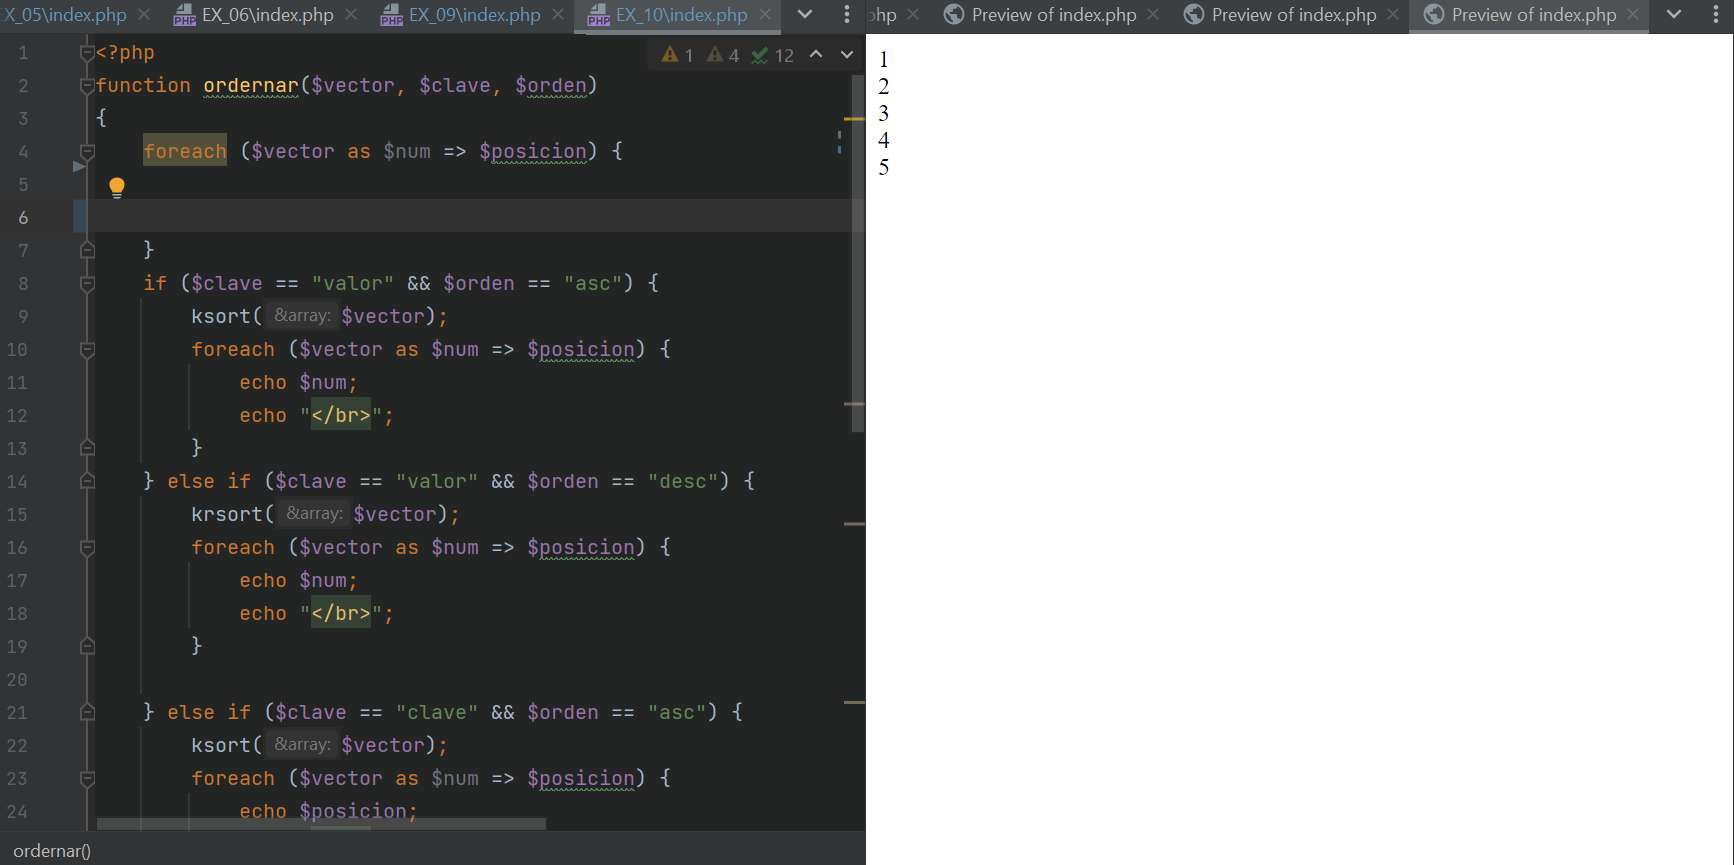 X_05\index.php EX_06\index.php EX_09\index.php EX_10\index.php
hp Preview of index.php Preview of index.php Preview of index.php
1 <?php 1 4 12
2 function ordernar($vector, $clave, $orden)
3 {
4 foreach ($vector as $num => $posicion) {
5
6
7 }
8 if ($clave == "valor" && $orden == "asc") {
9 ksort( &array: $vector);
10 foreach ($vector as $num => $posicion) {
11 echo $num;
12 echo "</br>";
13 }
14 } else if ($clave == "valor" && $orden == "desc") {
15 krsort( &array: $vector);
16 foreach ($vector as $num => $posicion) {
17 echo $num;
18 echo "</br>";
19 }
20
21 } else if ($clave == "clave" && $orden == "asc") {
22 ksort( &array: $vector);
23 foreach ($vector as $num => $posicion) {
24 echo $posicion;
ordernar()
1
2
3
4
5